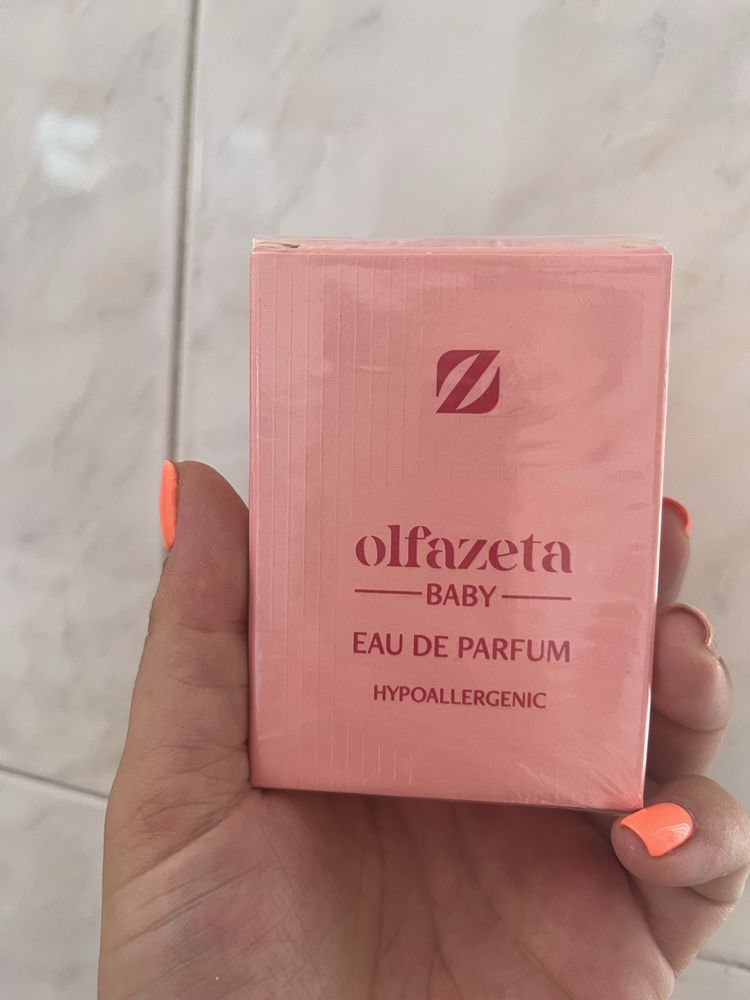 olfazeta
BABY
EAU DE PARFUM
HYPOALLERGENIC